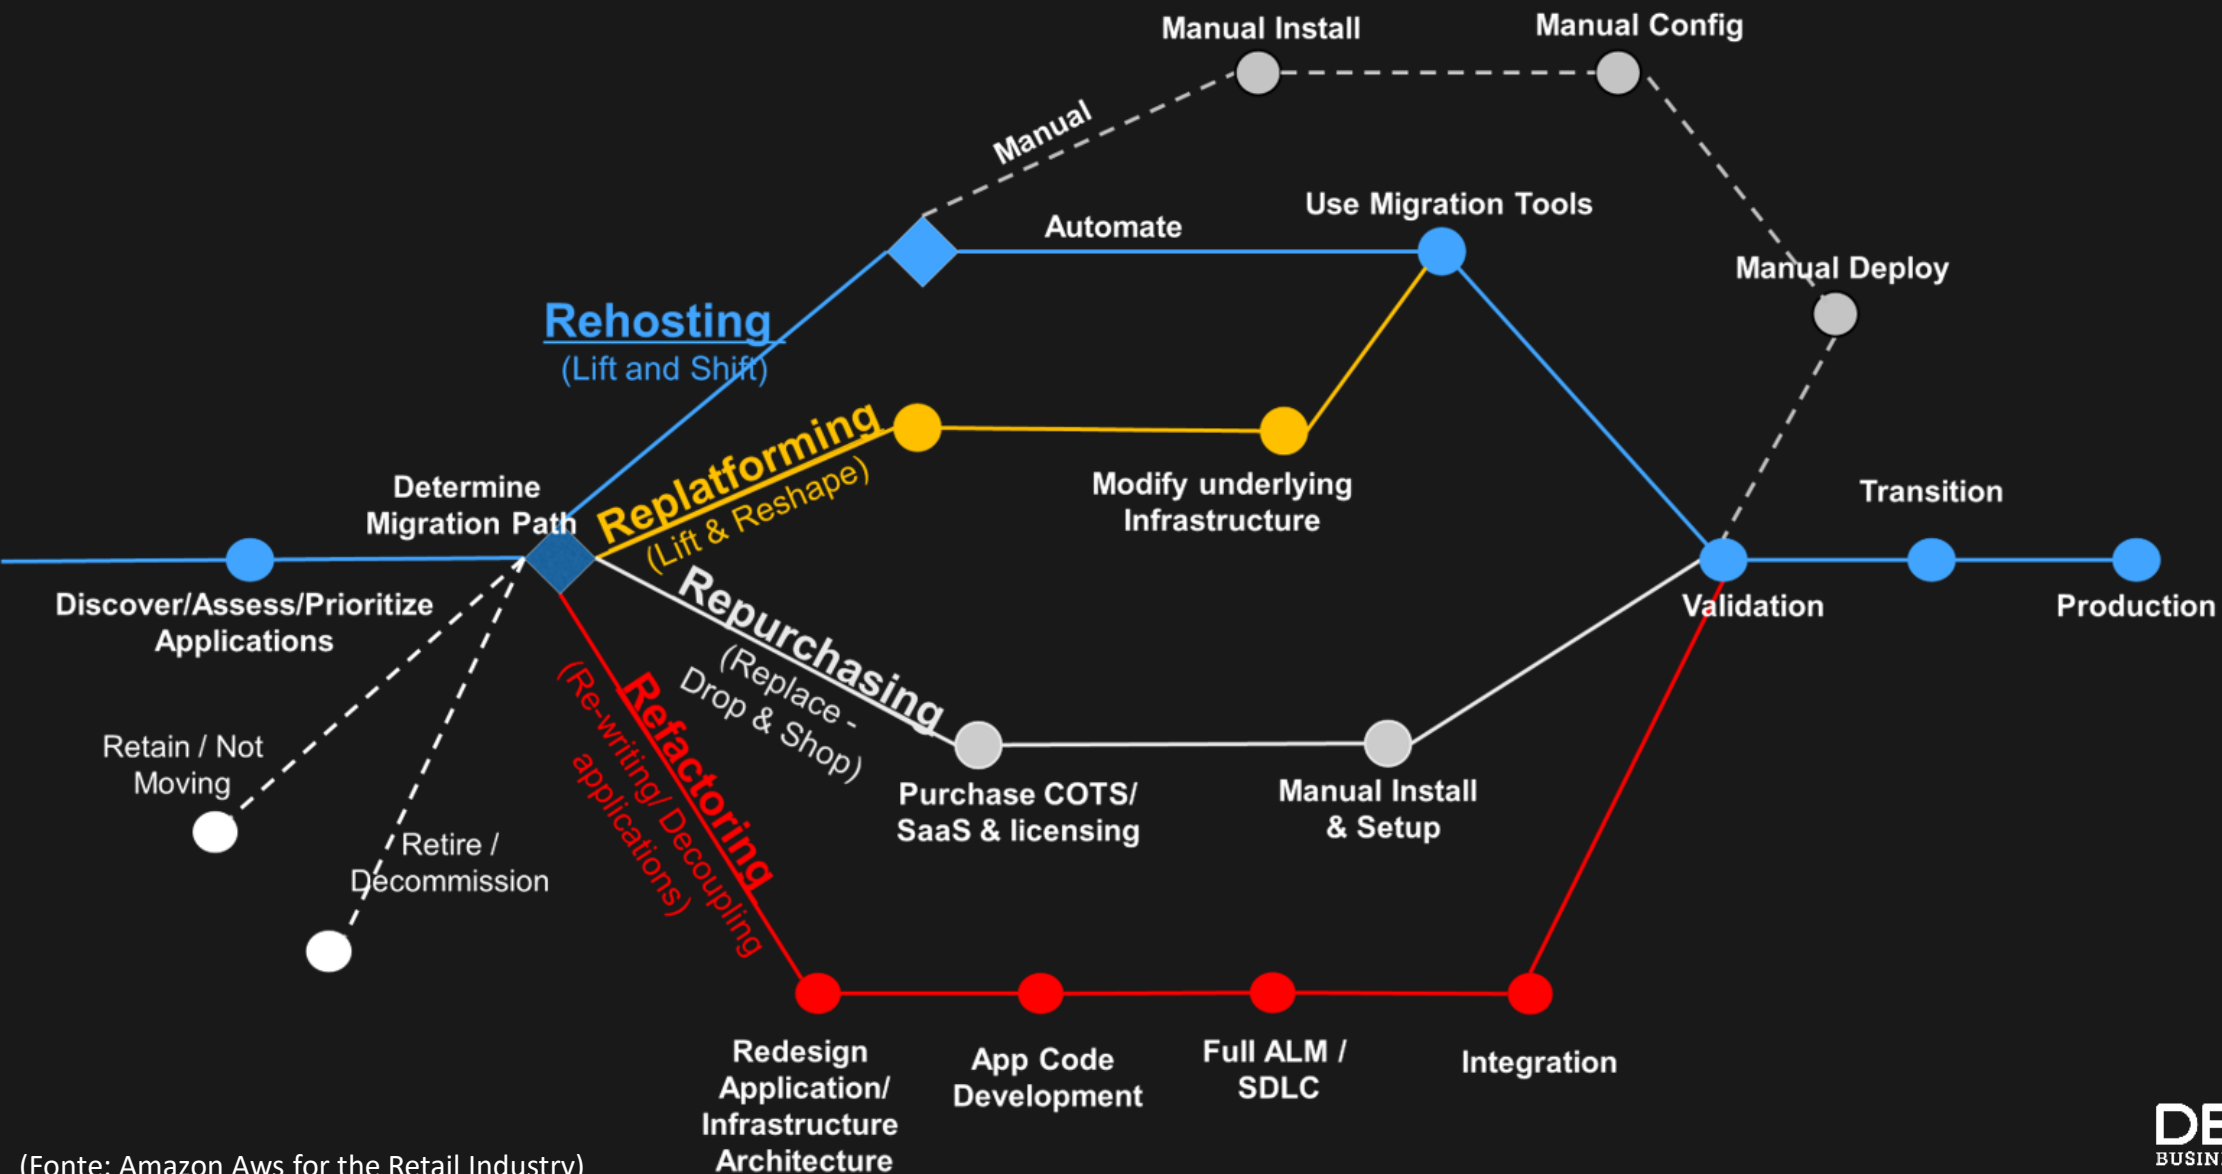 Manual Install
Manual Config
Manual
Use Migration Tools
Automate
Manual Deploy
Rehosting
(Lift and Shift)
Replatforming
(Lift & Reshape)
Determine
Migration Path
Modify underlying
Infrastructure
Transition
Discover/Assess/Prioritize
Applications
Validation
Production
Repurchasing
(Replace -
Drop & Shop)
Refactoring
(Re-writing/ Decoupling
applications)
Retain / Not
Moving
Purchase COTS/
SaaS & licensing
Manual Install
& Setup
Retire /
Decommission
Redesign
Application/
Infrastructure
Architecture
App Code
Development
Full ALM /
SDLC
Integration
(Fonte: Amazon Aws for the Retail Industry)